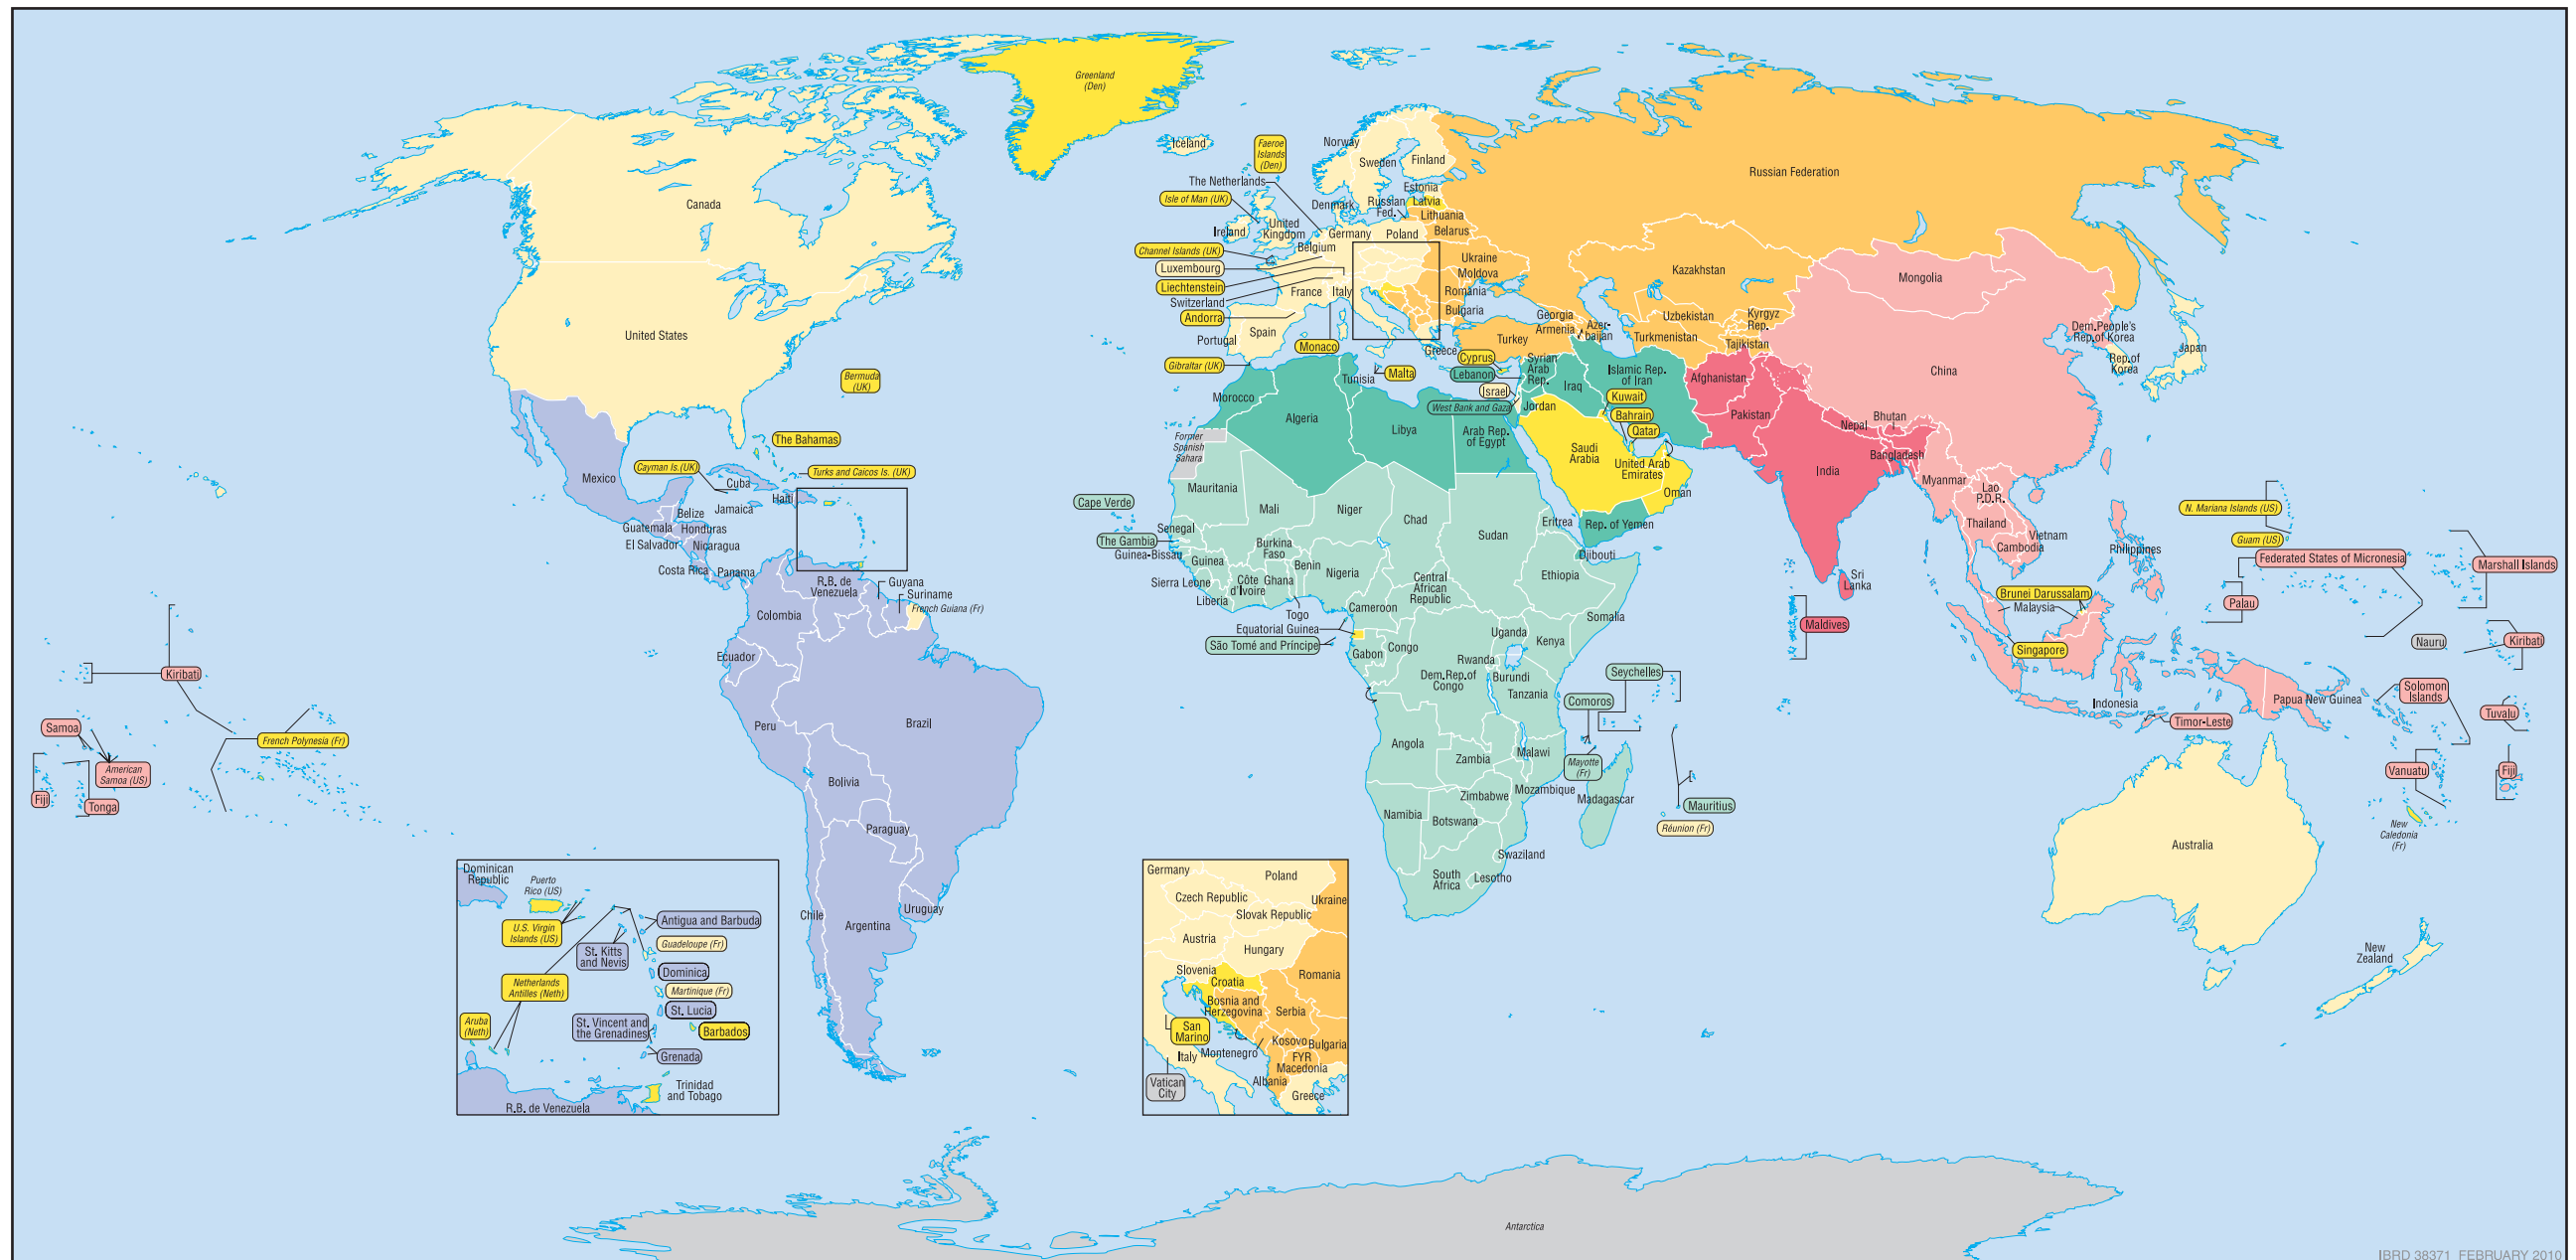 Greenland
(Den)
Iceland
Faeroe
Islands
(Den)
Norway
Sweden
Finland
Russian Federation
Canada
The Netherlands
Isle of Man (UK)
Estonia
Denmark
Russian
Fed.
Latvia
Lithuania
Ireland
United
Kingdom
Germany
Poland
Belarus
Channel Islands (UK)
Belgium
Luxembourg
Ukraine
Moldova
Liechtenstein
Switzerland
France
Italy
Romania
Kazakhstan
Mongolia
Andorra
Bulgaria
United States
Spain
Portugal
Monaco
Georgia
Armenia
Azer-
baijan
Uzbekistan
Kyrgyz
Rep.
Turkey
Turkmenistan
Tajikistan
Dem.People's
Rep.of Korea
Japan
Rep.of
Korea
Greece
Gibraltar (UK)
Cyprus
Syrian
Arab
Rep.
Lebanon
Israel
West Bank and Gaza
Jordan
Iraq
Islamic Rep.
of Iran
Afghanistan
China
Bermuda
(UK)
Tunisia
Malta
Morocco
Algeria
Libya
Arab Rep.
of Egypt
Kuwait
Bahrain
Qatar
Pakistan
Bhutan
Nepal
The Bahamas
Former
Spanish
Sahara
Saudi
Arabia
United Arab
Emirates
Oman
India
Bangladesh
Myanmar
Lao
P.D.R.
Mexico
Cayman Is.(UK)
Turks and Caicos Is. (UK)
Cuba
Haiti
Belize
Jamaica
Guatemala
Honduras
El Salvador
Nicaragua
Costa Rica
Panama
Cape Verde
Mauritania
Mali
Niger
Chad
Sudan
Eritrea
Rep. of Yemen
Djibouti
Thailand
Vietnam
Cambodia
Philippines
N. Mariana Islands (US)
Guam (US)
Federated States of Micronesia
Marshall Islands
Senegal
The Gambia
Guinea-Bissau
Guinea
Burkina
Faso
Sierra Leone
Liberia
Côte
d'Ivoire
Ghana
Benin
Togo
Nigeria
Cameroon
Central
African
Republic
Ethiopia
Somalia
Sri
Lanka
Maldives
Brunei Darussalam
Malaysia
Singapore
Palau
Nauru
Kiribati
R.B. de
Venezuela
Guyana
Suriname
French Guiana (Fr)
Colombia
Ecuador
Equatorial Guinea
São Tomé and Príncipe
Gabon
Congo
Uganda
Kenya
Rwanda
Burundi
Dem.Rep.of
Congo
Tanzania
Seychelles
Comoros
Indonesia
Papua New Guinea
Timor-Leste
Solomon
Islands
Tuvalu
Kiribati
Samoa
American
Samoa (US)
French Polynesia (Fr)
Fiji
Tonga
Peru
Brazil
Bolivia
Paraguay
Chile
Argentina
Uruguay
Angola
Zambia
Malawi
Mayotte
(Fr)
Mozambique
Madagascar
Zimbabwe
Namibia
Botswana
Mauritius
Réunion (Fr)
Swaziland
South
Africa
Lesotho
Vanuatu
Fiji
New
Caledonia
(Fr)
Australia
New
Zealand
Dominican
Republic
Puerto
Rico (US)
U.S. Virgin
Islands (US)
St. Kitts
and Nevis
Antigua and Barbuda
Guadeloupe (Fr)
Dominica
Netherlands
Antilles (Neth)
Martinique (Fr)
St. Lucia
Aruba
(Neth)
St. Vincent and
the Grenadines
Barbados
Grenada
Trinidad
and Tobago
R.B. de Venezuela
Germany
Poland
Czech Republic
Ukraine
Slovak Republic
Austria
Hungary
Slovenia
Croatia
Romania
Bosnia and
Herzegovina
Serbia
San
Marino
Italy
Montenegro
Kosovo
Bulgaria
FYR
Macedonia
Vatican
City
Albania
Greece
Antarctica
IBRD 38371 FEBRUARY 2010